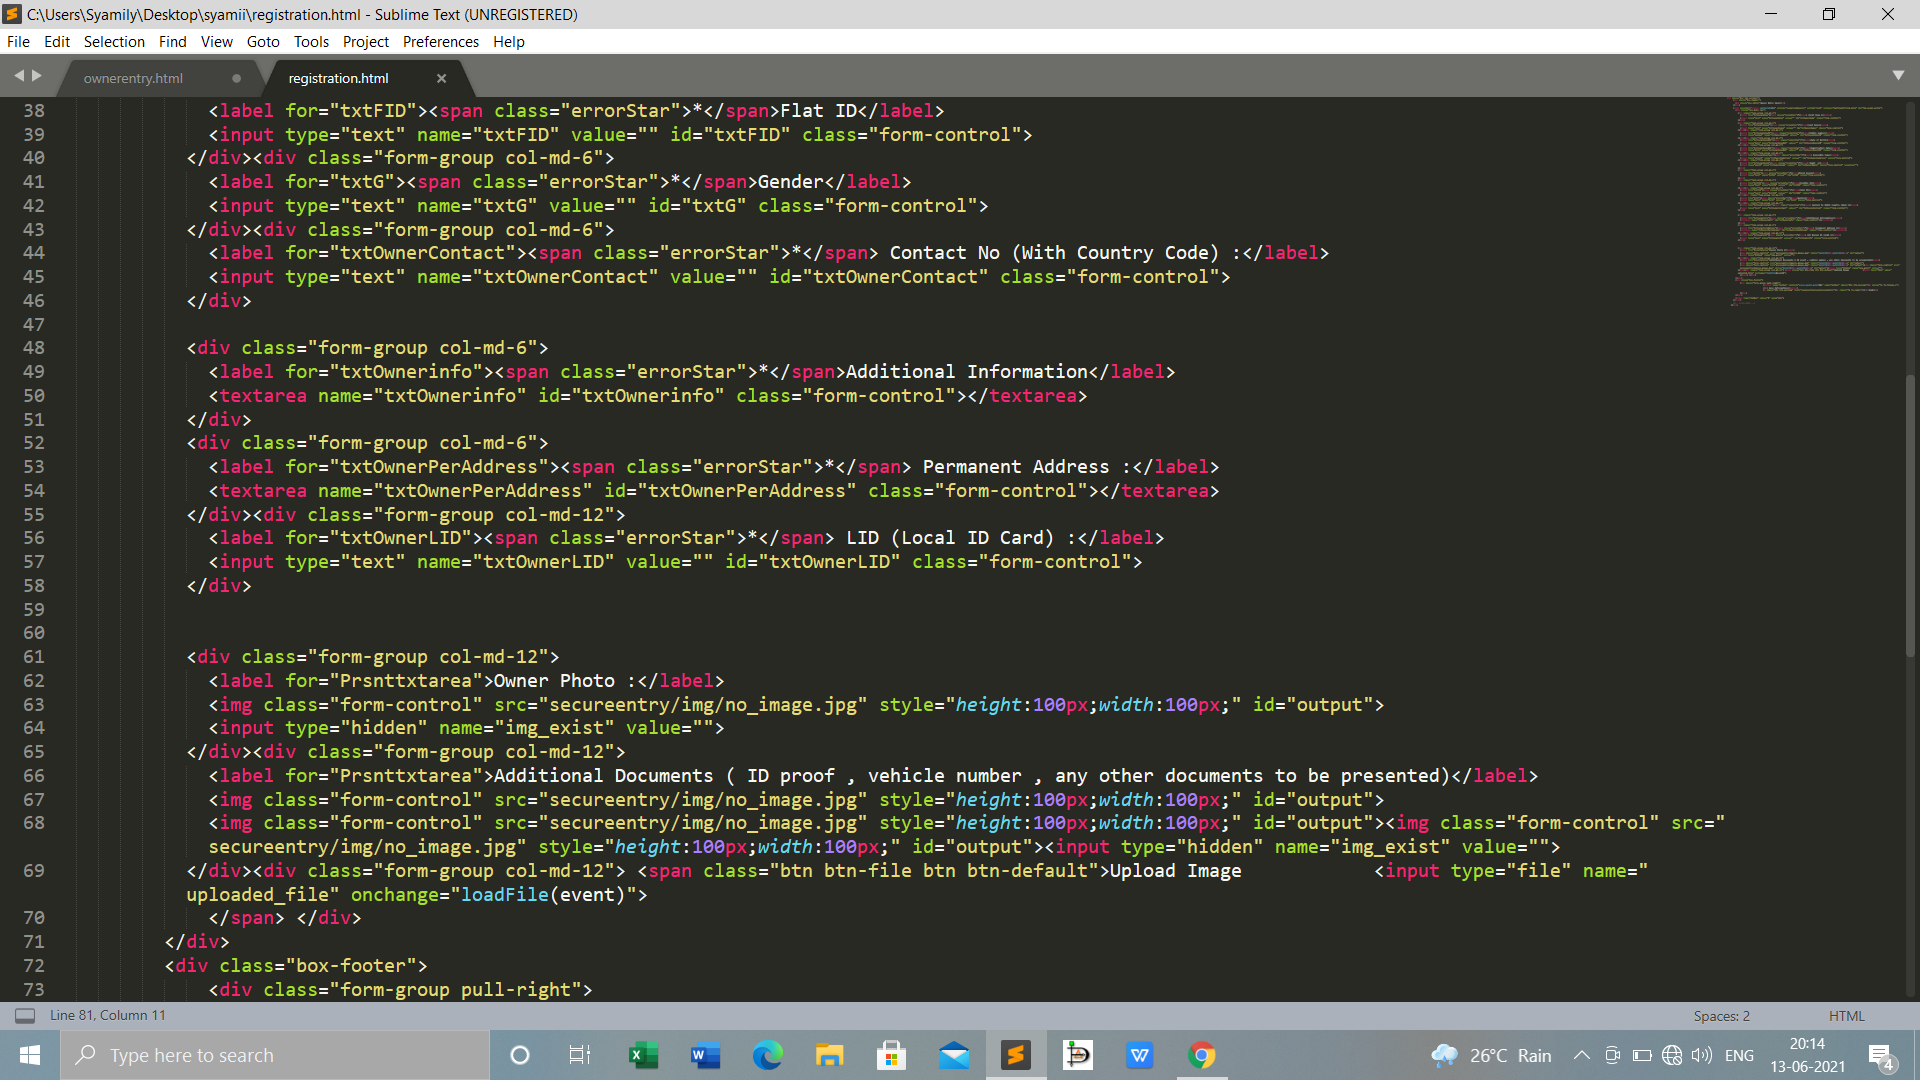 C:\Users\Syamily\Desktop\syamii\registration.html - Sublime Text (UNREGISTERED)
File Edit Selection Find View Goto Tools Project Preferences Help
ownerentry.html registration.html
38 <label for="txtFID"><span class="errorStar">*</span>Flat ID</label>
39 <input type="text" name="txtFID" value="" id="txtFID" class="form-control">
40 </div><div class="form-group col-md-6">
41 <label for="txtG"><span class="errorStar">*</span>Gender</label>
42 <input type="text" name="txtG" value="" id="txtG" class="form-control">
43 </div><div class="form-group col-md-6">
44 <label for="txtOwnerContact"><span class="errorStar">*</span> Contact No (With Country Code) :</label>
45 <input type="text" name="txtOwnerContact" value="" id="txtOwnerContact" class="form-control">
46 </div>
47
48 <div class="form-group col-md-6">
49 <label for="txtOwnerinfo"><span class="errorStar">*</span>Additional Information</label>
50 <textarea name="txtOwnerinfo" id="txtOwnerinfo" class="form-control"></textarea>
51 </div>
52 <div class="form-group col-md-6">
53 <label for="txtOwnerPerAddress"><span class="errorStar">*</span> Permanent Address :</label>
54 <textarea name="txtOwnerPerAddress" id="txtOwnerPerAddress" class="form-control"></textarea>
55 </div><div class="form-group col-md-12">
56 <label for="txtOwnerLID"><span class="errorStar">*</span> LID (Local ID Card) :</label>
57 <input type="text" name="txtOwnerLID" value="" id="txtOwnerLID" class="form-control">
58 </div>
59
60
61 <div class="form-group col-md-12">
62 <label for="Prsnttxtarea">Owner Photo :</label>
63 <img class="form-control" src="secureentry/img/no_image.jpg" style="height:100px;width:100px;" id="output">
64 <input type="hidden" name="img_exist" value="">
65 </div><div class="form-group col-md-12">
66 <label for="Prsnttxtarea">Additional Documents ( ID proof , vehicle number , any other documents to be presented)</label>
67 <img class="form-control" src="secureentry/img/no_image.jpg" style="height:100px;width:100px;" id="output">
68 <img class="form-control" src="secureentry/img/no_image.jpg" style="height:100px;width:100px;" id="output"><img class="form-control" src="
secureentry/img/no_image.jpg" style="height:100px;width:100px;" id="output"><input type="hidden" name="img_exist" value="">
69 </div><div class="form-group col-md-12"> <span class="btn btn-file btn btn-default">Upload Image <input type="file" name="
uploaded_file" onchange="loadFile(event)">
70 </span> </div>
71 </div>
72 <div class="box-footer">
73 <div class="form-group pull-right">
Line 81, Column 11 Spaces: 2 HTML
Type here to search 26°C Rain ENG 20:14
13-06-2021 4